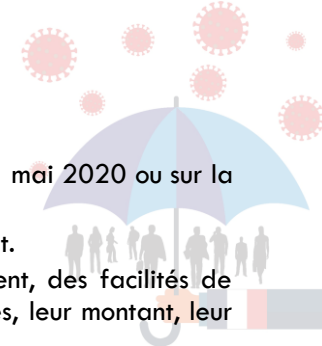 mai 2020 ou sur la
t.
ent, des facilités de
es, leur montant, leur